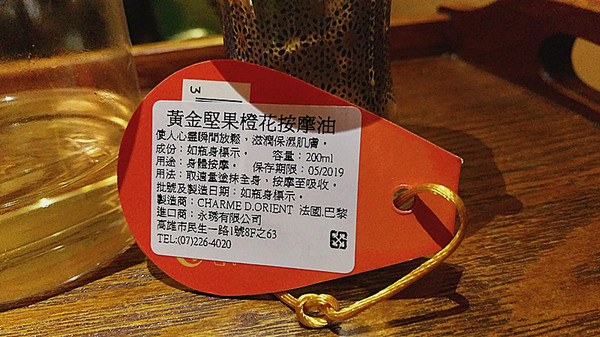 3
黃金堅果橙花按摩油
使人心靈瞬間放鬆，滋潤保濕肌膚。
成份：如瓶身標示。 容量：200ml
用途：身體按摩。 保存期限：05/2019
用法：取適量塗抹全身，按摩至吸收。
批號及製造日期：如瓶身標示。
製造商：CHARME D.ORIENT 法國.巴黎
進口商：永琇有限公司
高雄市民生一路1號8F之63
TEL:(07)226-4020